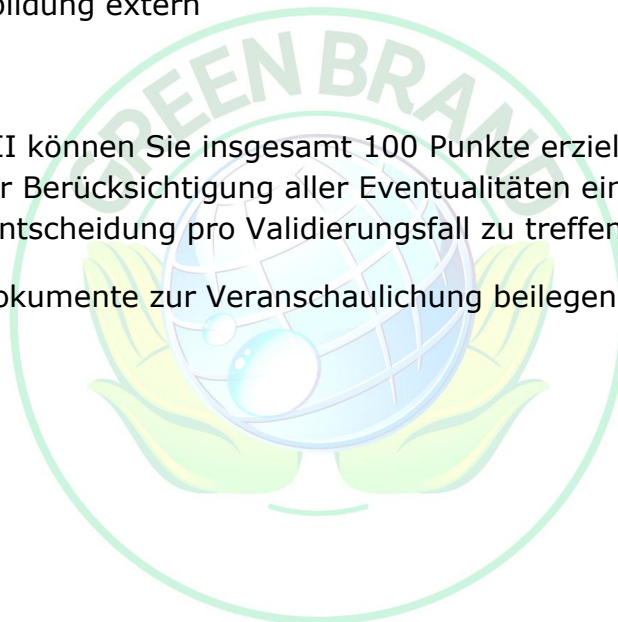 bildung extern
GREEN BRAND
II können Sie insgesamt 100 Punkte erziel
r Berücksichtigung aller Eventualitäten ein
ntscheidung pro Validierungsfall zu treffen
okumente zur Veranschaulichung beilegen